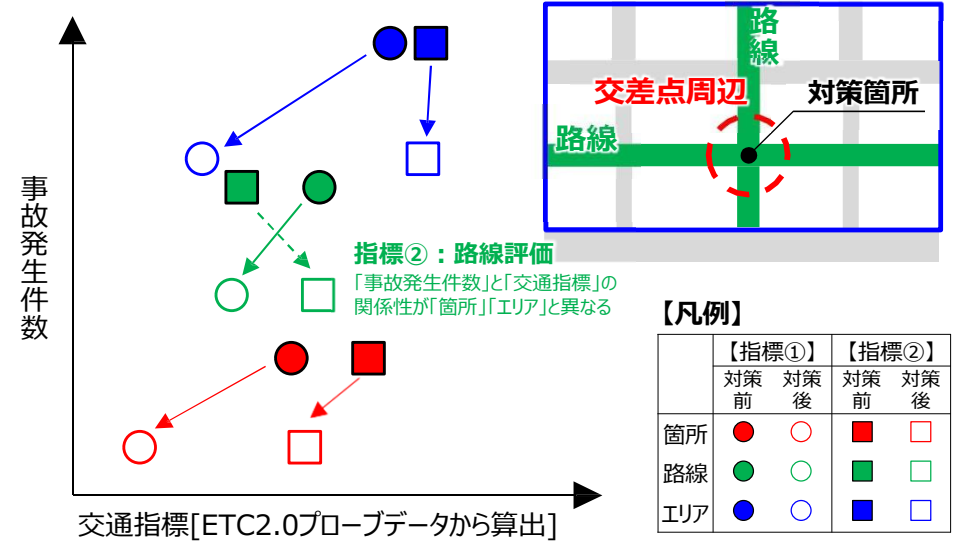 事故発生件数
指標②：路線評価
「事故発生件数」と「交通指標」の
関係性が「箇所」「エリア」と異なる
交通指標[ETC2.0プローブデータから算出]
路線
交差点周辺
対策箇所
路線
【凡例】
【指標①】 【指標②】
対策前 対策後 対策前 対策後
箇所
路線
エリア